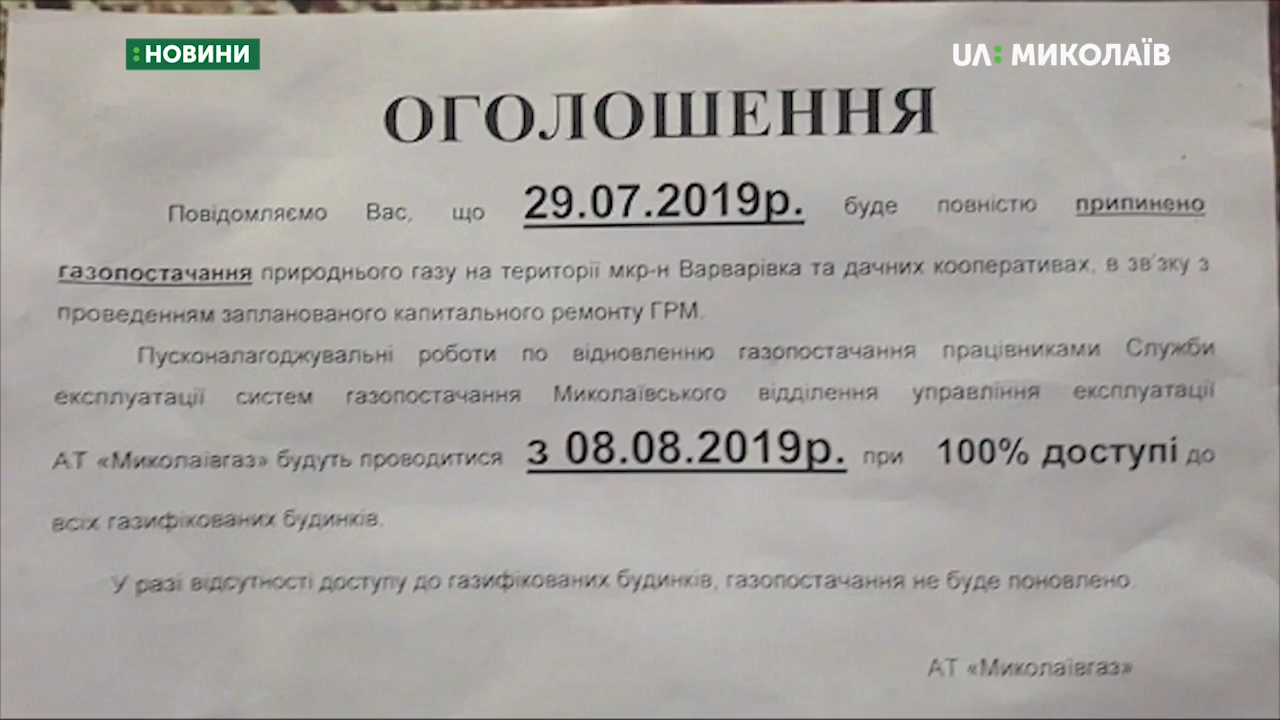 :НОВИНИ
UA: МИКОЛАЇВ
ОГОЛОШЕННЯ
Повідомляємо Вас, що 29.07.2019р. буде повністю припинено
газопостачання природнього газу на території мкр-н Варварівка та дачних кооперативах, в зв'зку з
проведенням запланованого капитального ремонту ГРМ.
Пусконалагоджувальні роботи по відновленню газопостачання працівниками Служби
експлуатації систем газопостачання Миколаївського відділення управління експлуатації
АТ «Миколаївгаз» будуть проводитися з 08.08.2019р. при 100% доступі до
всіх газифікованих будинків.
У разі відсутності доступу до газифікованих будинків, газопостачання не буде поновлено.
АТ «Миколаївгаз»